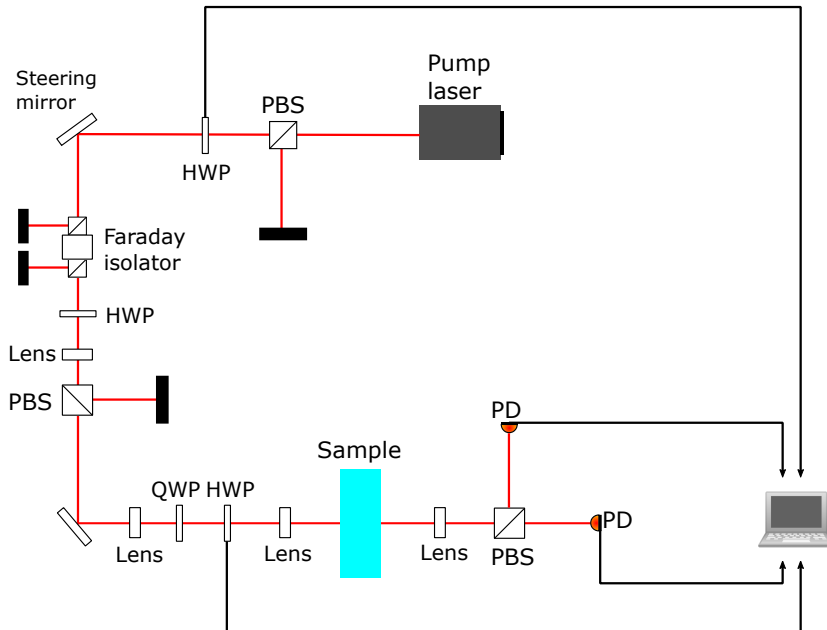 Steering
mirror
PBS
Pump
laser
HWP
Faraday
isolator
HWP
Lens
PBS
PD
Sample
QWP
HWP
PD
Lens
Lens
Lens
PBS